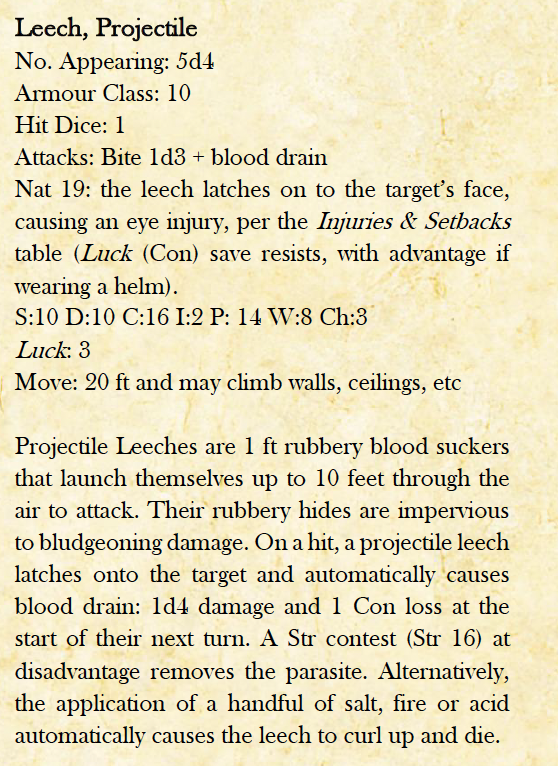 Leech, Projectile
No. Appearing: 5d4
Armour Class: 10
Hit Dice: 1
Attacks: Bite 1d3 + blood drain
Nat 19: the leech latches on to the target's face,
causing an eye injury, per the Injuries & Setbacks
table (Luck (Con) save resists, with advantage if
wearing a helm).
S:10 D:10 C:16 I:2 P: 14 W:8 Ch:3
Luck: 3
Move: 20 ft and may climb walls, ceilings, etc
Projectile Leeches are 1 ft rubbery blood suckers
that launch themselves up to 10 feet through the
air to attack. Their rubbery hides are impervious
to bludgeoning damage. On a hit, a projectile leech
latches onto the target and automatically causes
blood drain: 1d4 damage and 1 Con loss at the
start of their next turn. A Str contest (Str 16) at
disadvantage removes the parasite. Alternatively,
the application of a handful of salt, fire or acid
automatically causes the leech to curl up and die.